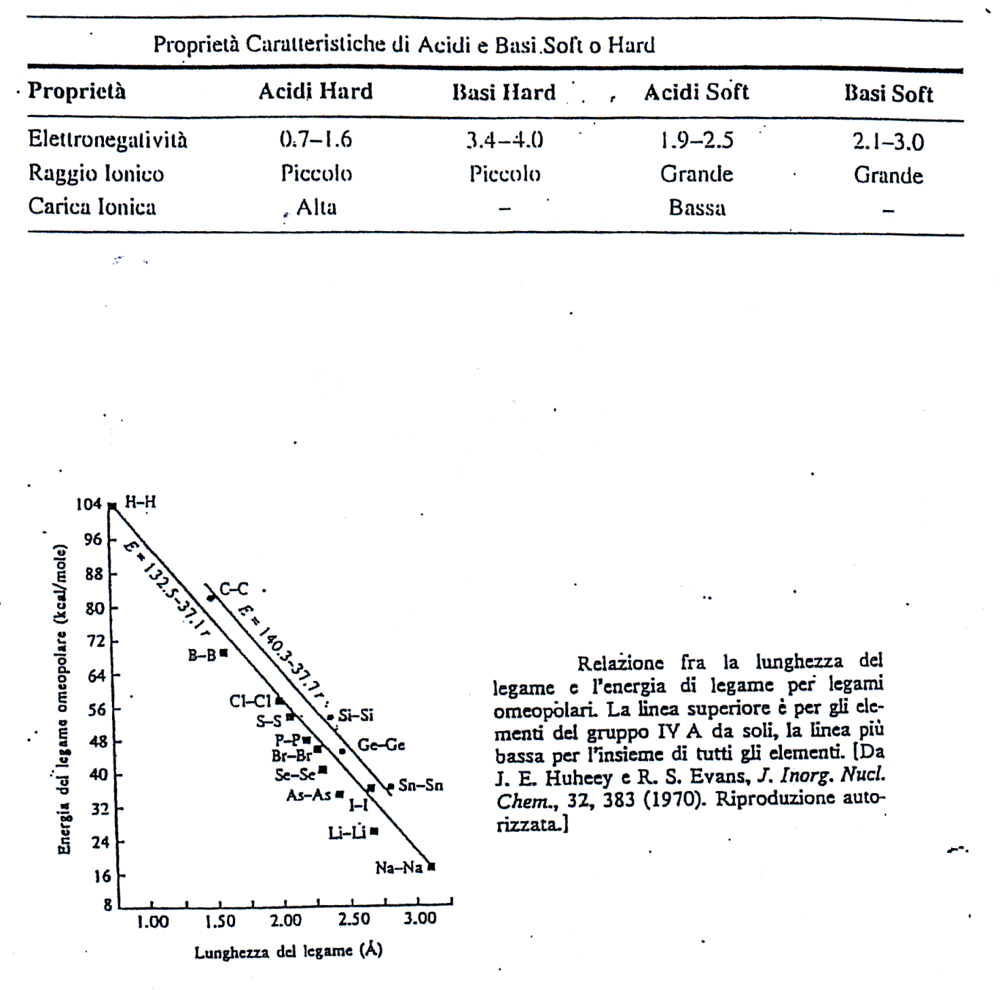 Proprietà Caratteristiche di Acidi e Basi Soft o Hard
Proprietà Acidi Hard Basi Hard Acidi Soft Basi Soft
Elettronegatività 0.7–1.6 3.4–4.0 1.9–2.5 2.1–3.0
Raggio Ionico Piccolo Piccolo Grande Grande
Carica Ionica Alta – Bassa –
104
96
88
80
72
64
56
48
40
32
24
16
8
Energia del legame omeopolare (kcal/mole)
H–H
E = 132.5–37.1 r
C–C
E = 140.3–37.7 r
B–B
Cl–Cl
S–S
Si–Si
P–P
Ge–Ge
Br–Br
Se–Se
Sn–Sn
As–As
I–I
Li–Li
Na–Na
1.00 1.50 2.00 2.50 3.00
Lunghezza del legame (Å)
Relazione fra la lunghezza del
legame e l'energia di legame per legami
omeopolari. La linea superiore è per gli ele-
menti del gruppo IV A da soli, la linea più
bassa per l'insieme di tutti gli elementi. [Da
J. E. Huheey e R. S. Evans, J. Inorg. Nucl.
Chem., 32, 383 (1970). Riproduzione auto-
rizzata.]